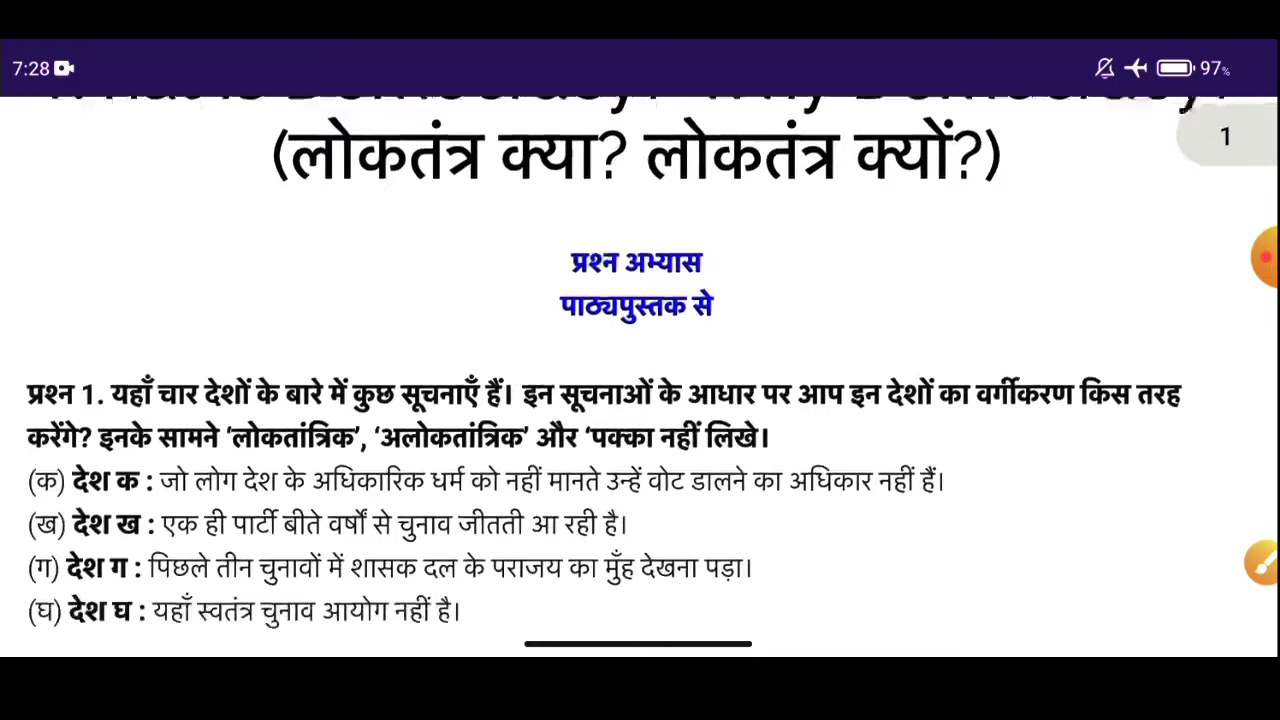 7:28
97%
1
(लोकतंत्र क्या? लोकतंत्र क्यों?)
प्रश्न अभ्यास
पाठ्यपुस्तक से
प्रश्न 1. यहाँ चार देशों के बारे में कुछ सूचनाएँ हैं। इन सूचनाओं के आधार पर आप इन देशों का वर्गीकरण किस तरह
करेंगे? इनके सामने ‘लोकतांत्रिक’, ‘अलोकतांत्रिक’ और ‘पक्का नहीं लिखे।
(क) देश क : जो लोग देश के अधिकारिक धर्म को नहीं मानते उन्हें वोट डालने का अधिकार नहीं हैं।
(ख) देश ख : एक ही पार्टी बीते वर्षों से चुनाव जीतती आ रही है।
(ग) देश ग : पिछले तीन चुनावों में शासक दल के पराजय का मुँह देखना पड़ा।
(घ) देश घ : यहाँ स्वतंत्र चुनाव आयोग नहीं है।